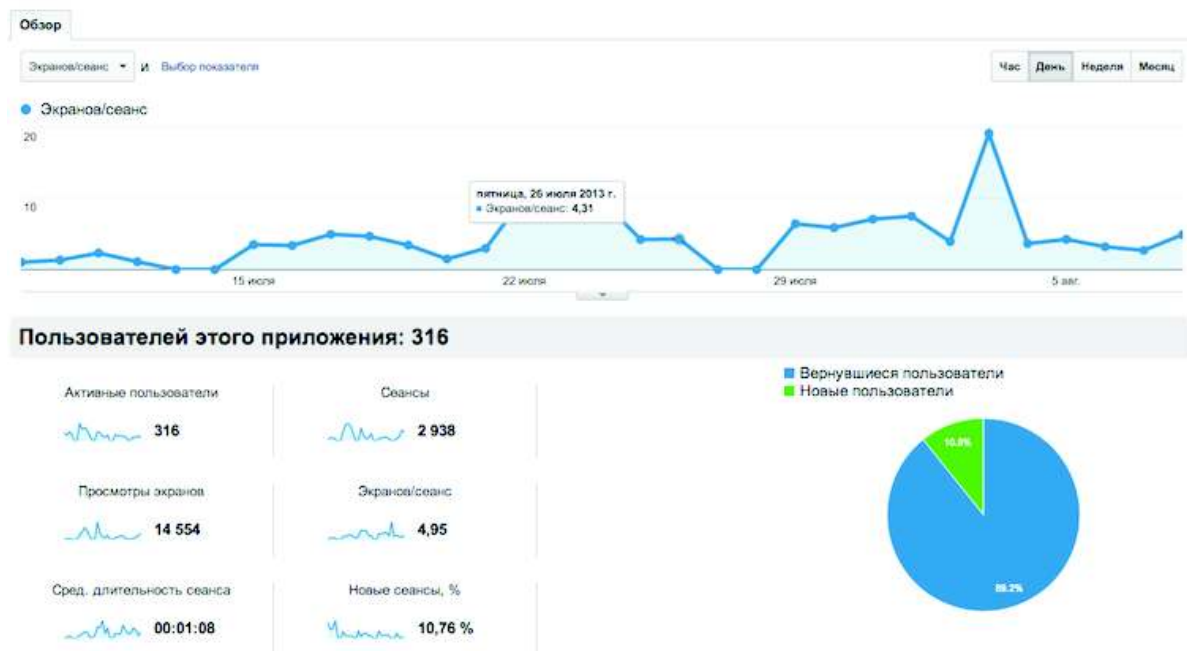 Обзор
Экранов/сеанс и Выбор показателя
Час День Неделя Месяц
Экранов/сеанс
20
10
пятница, 26 июля 2013 г.
Экранов/сеанс: 4,31
15 июля 22 июля 29 июля 5 авг.
Пользователей этого приложения: 316
Активные пользователи
316
Сеансы
2 938
Просмотры экранов
14 554
Экранов/сеанс
4,95
Сред. длительность сеанса
00:01:08
Новые сеансы, %
10,76 %
Вернувшиеся пользователи
Новые пользователи
10.8%
89.2%